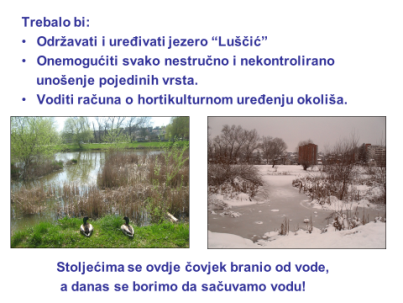 Trebalo bi:
• Održavati i uređivati jezero “Luščić”
• Onemogućiti svako nestručno i nekontrolirano
unošenje pojedinih vrsta.
• Voditi računa o hortikulturnom uređenju okoliša.
Stoljećima se ovdje čovjek branio od vode,
a danas se borimo da sačuvamo vodu!